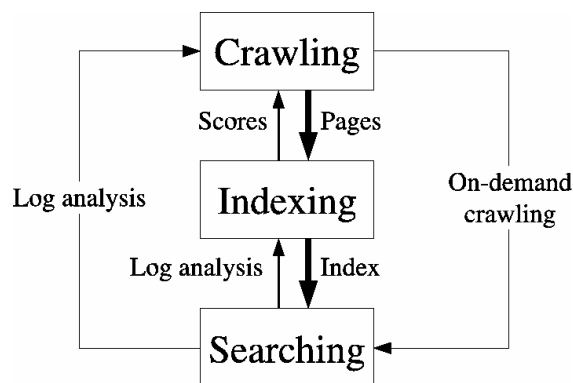 Crawling
Scores
Pages
Log analysis
Indexing
On-demand
crawling
Log analysis
Index
Searching